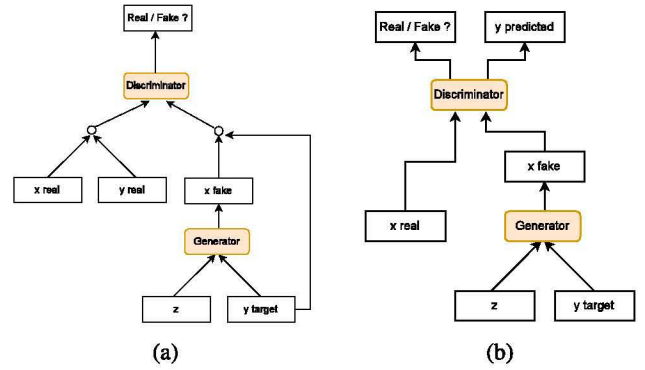 Real / Fake ?
Discriminator
x real
y real
x fake
Generator
z
y target
(a)
Real / Fake ?
y predicted
Discriminator
x fake
x real
Generator
z
y target
(b)